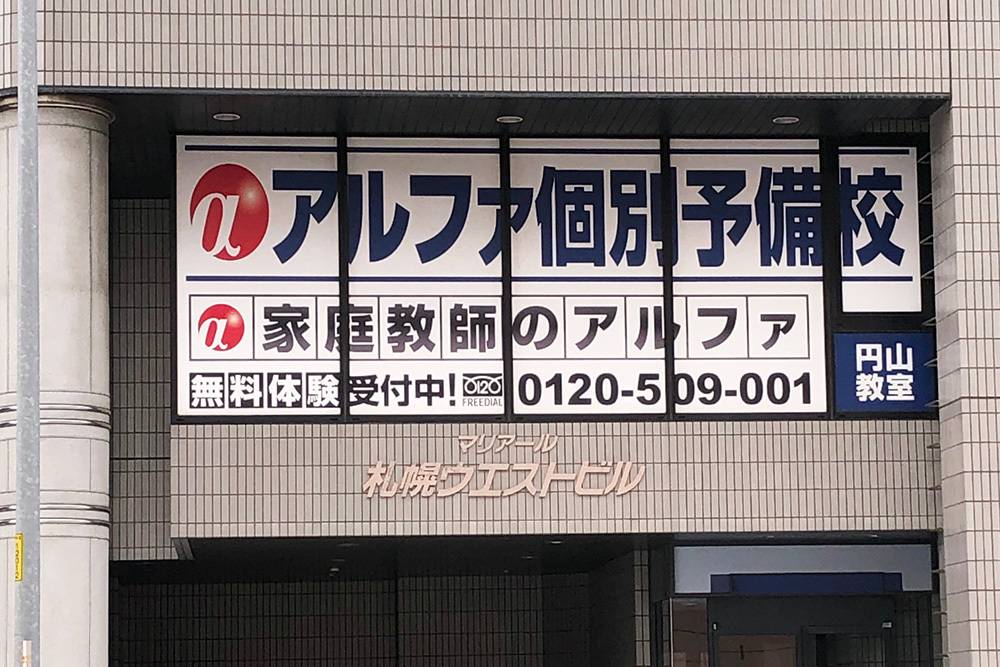 α アルファ個別予備校
α 家庭教師のアルファ
無料体験受付中! 0120 FREEDIAL 0120-509-001
円山
教室
マリアール
札幌ウエストビル